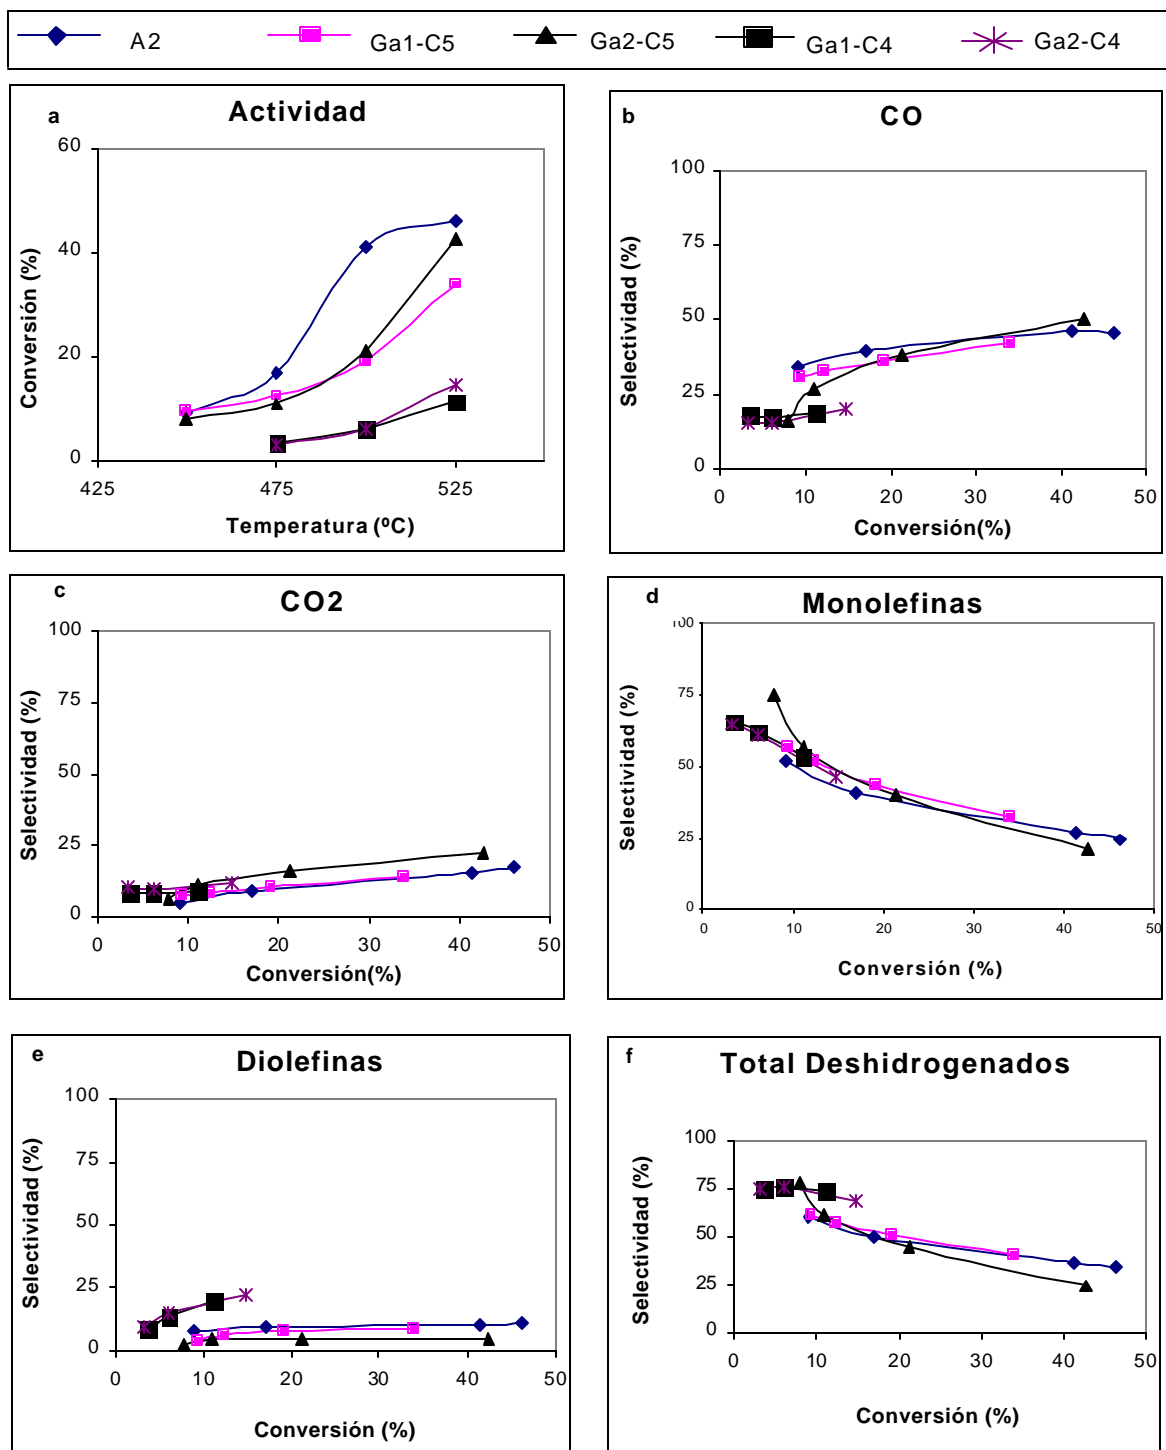 A2 Ga1-C5 Ga2-C5 Ga1-C4 Ga2-C4
a
Actividad
60
40
20
0
425 475 525
Conversión (%)
Temperatura (ºC)
b
CO
100
75
50
25
0
0 10 20 30 40 50
Selectividad (%)
Conversión(%)
c
CO2
100
75
50
25
0
0 10 20 30 40 50
Selectividad (%)
Conversión(%)
d
Monolefinas
100
75
50
25
0
0 10 20 30 40 50
Selectividad (%)
Conversión (%)
e
Diolefinas
100
75
50
25
0
0 10 20 30 40 50
Selectividad (%)
Conversión (%)
f
Total Deshidrogenados
100
75
50
25
0
0 10 20 30 40 50
Selectividad (%)
Conversión (%)